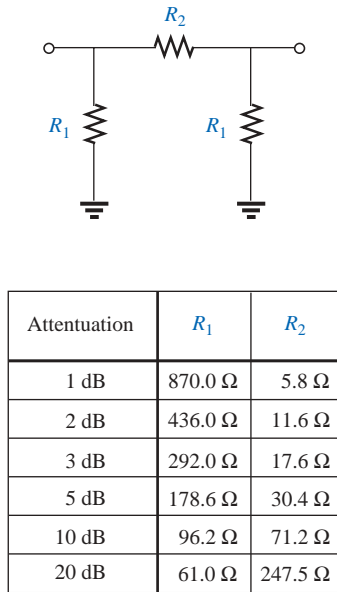 R2
R1 R1
Attentuation R1 R2
1 dB 870.0 Ω 5.8 Ω
2 dB 436.0 Ω 11.6 Ω
3 dB 292.0 Ω 17.6 Ω
5 dB 178.6 Ω 30.4 Ω
10 dB 96.2 Ω 71.2 Ω
20 dB 61.0 Ω 247.5 Ω